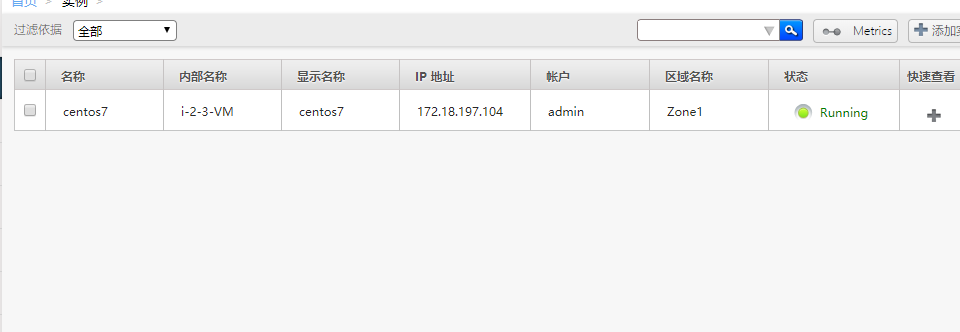 首页 > 实例 >
过滤依据 全部 Metrics 添加
名称 内部名称 显示名称 IP 地址 帐户 区域名称 状态 快速查看
centos7 i-2-3-VM centos7 172.18.197.104 admin Zone1 Running